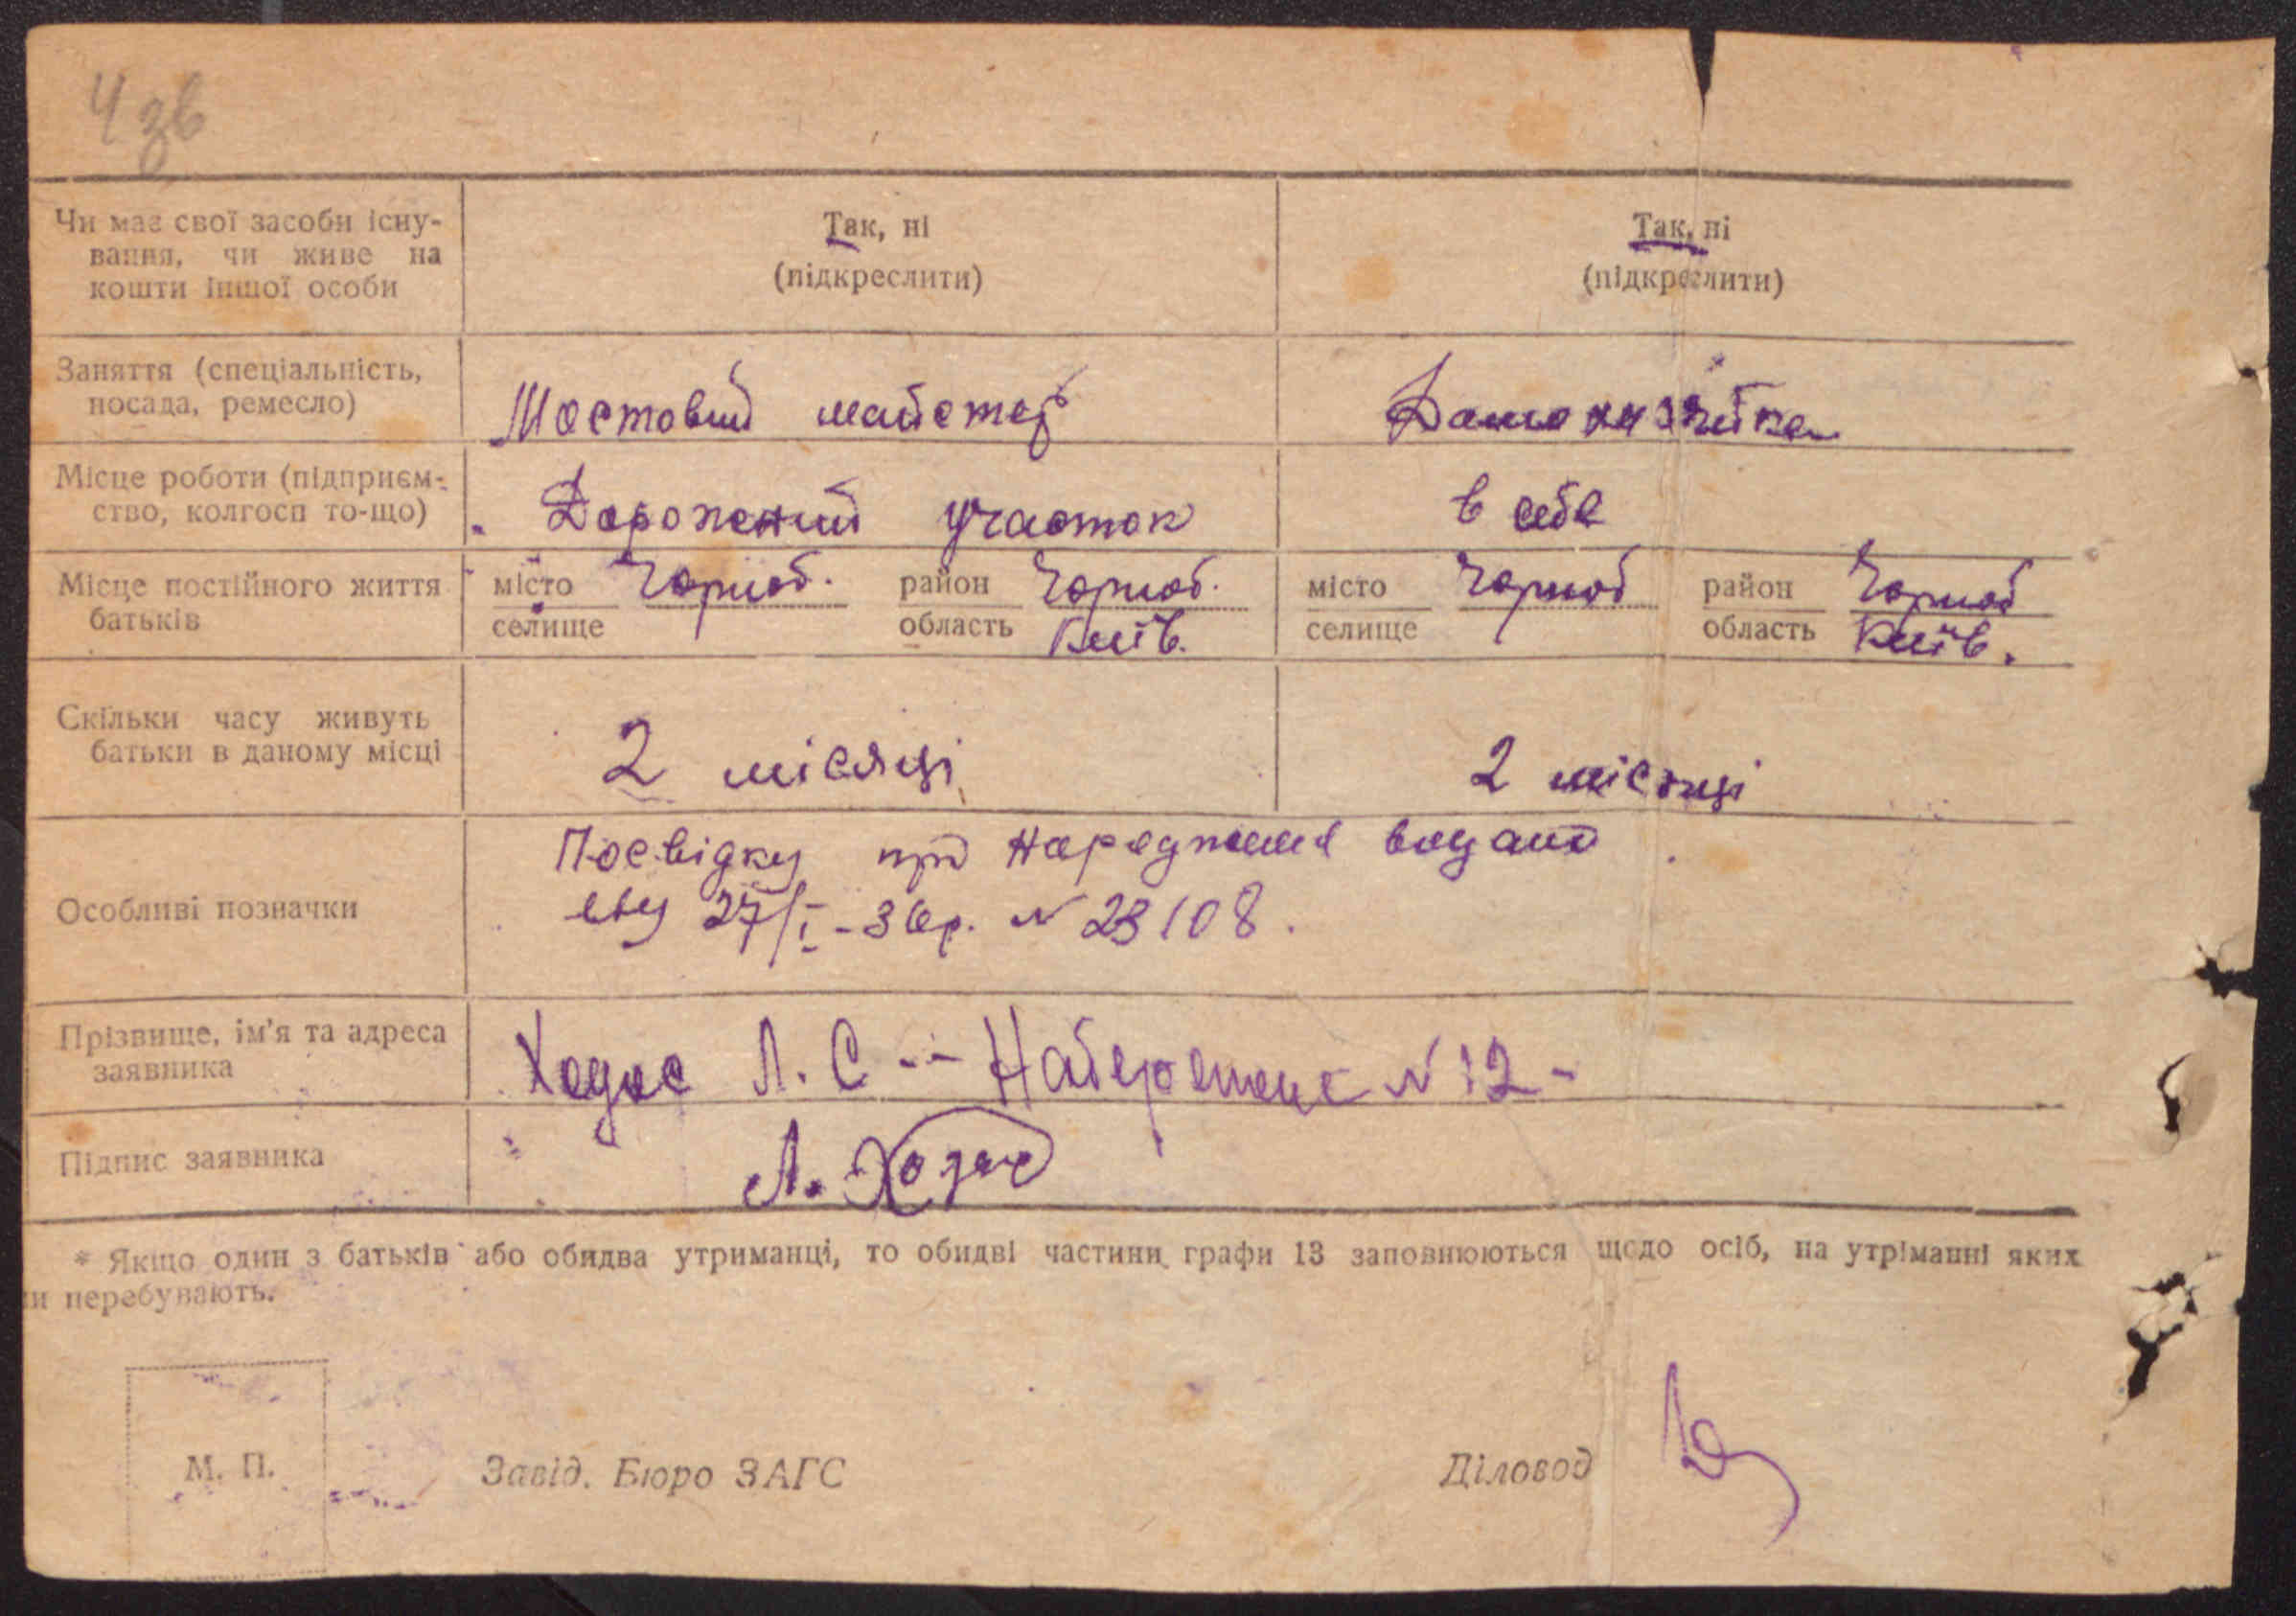 4 зв
Чи має свої засоби існу-
вання, чи живе на
кошти іншої особи
Так, ні
(підкреслити)
Так, ні
(підкреслити)
Заняття (спеціальність,
посада, ремесло)
Мостовий майстер
Домохазяйка
Місце роботи (підприєм-
ство, колгосп то-що)
Дорожний участок
в себе
Місце постійного життя
батьків
місто Чорноб. район Чорноб.
селище область Київ.
місто Чорноб район Чорноб
селище область Київ.
Скільки часу живуть
батьки в даному місці
2 місяці
2 місяці
Особливі позначки
Посвідку про народження видано
27/I-36р. № 23108.
Прізвище, ім'я та адреса
заявника
Ходос Л. С -- № 12 -
Підпис заявника
Л. Ходос
* Якщо один з батьків або обидва утриманці, то обидві частини графи 13 заповнюються щодо осіб, на утріманні яких
и перебувають.
М. П.
Завід. Бюро ЗАГС
Діловод